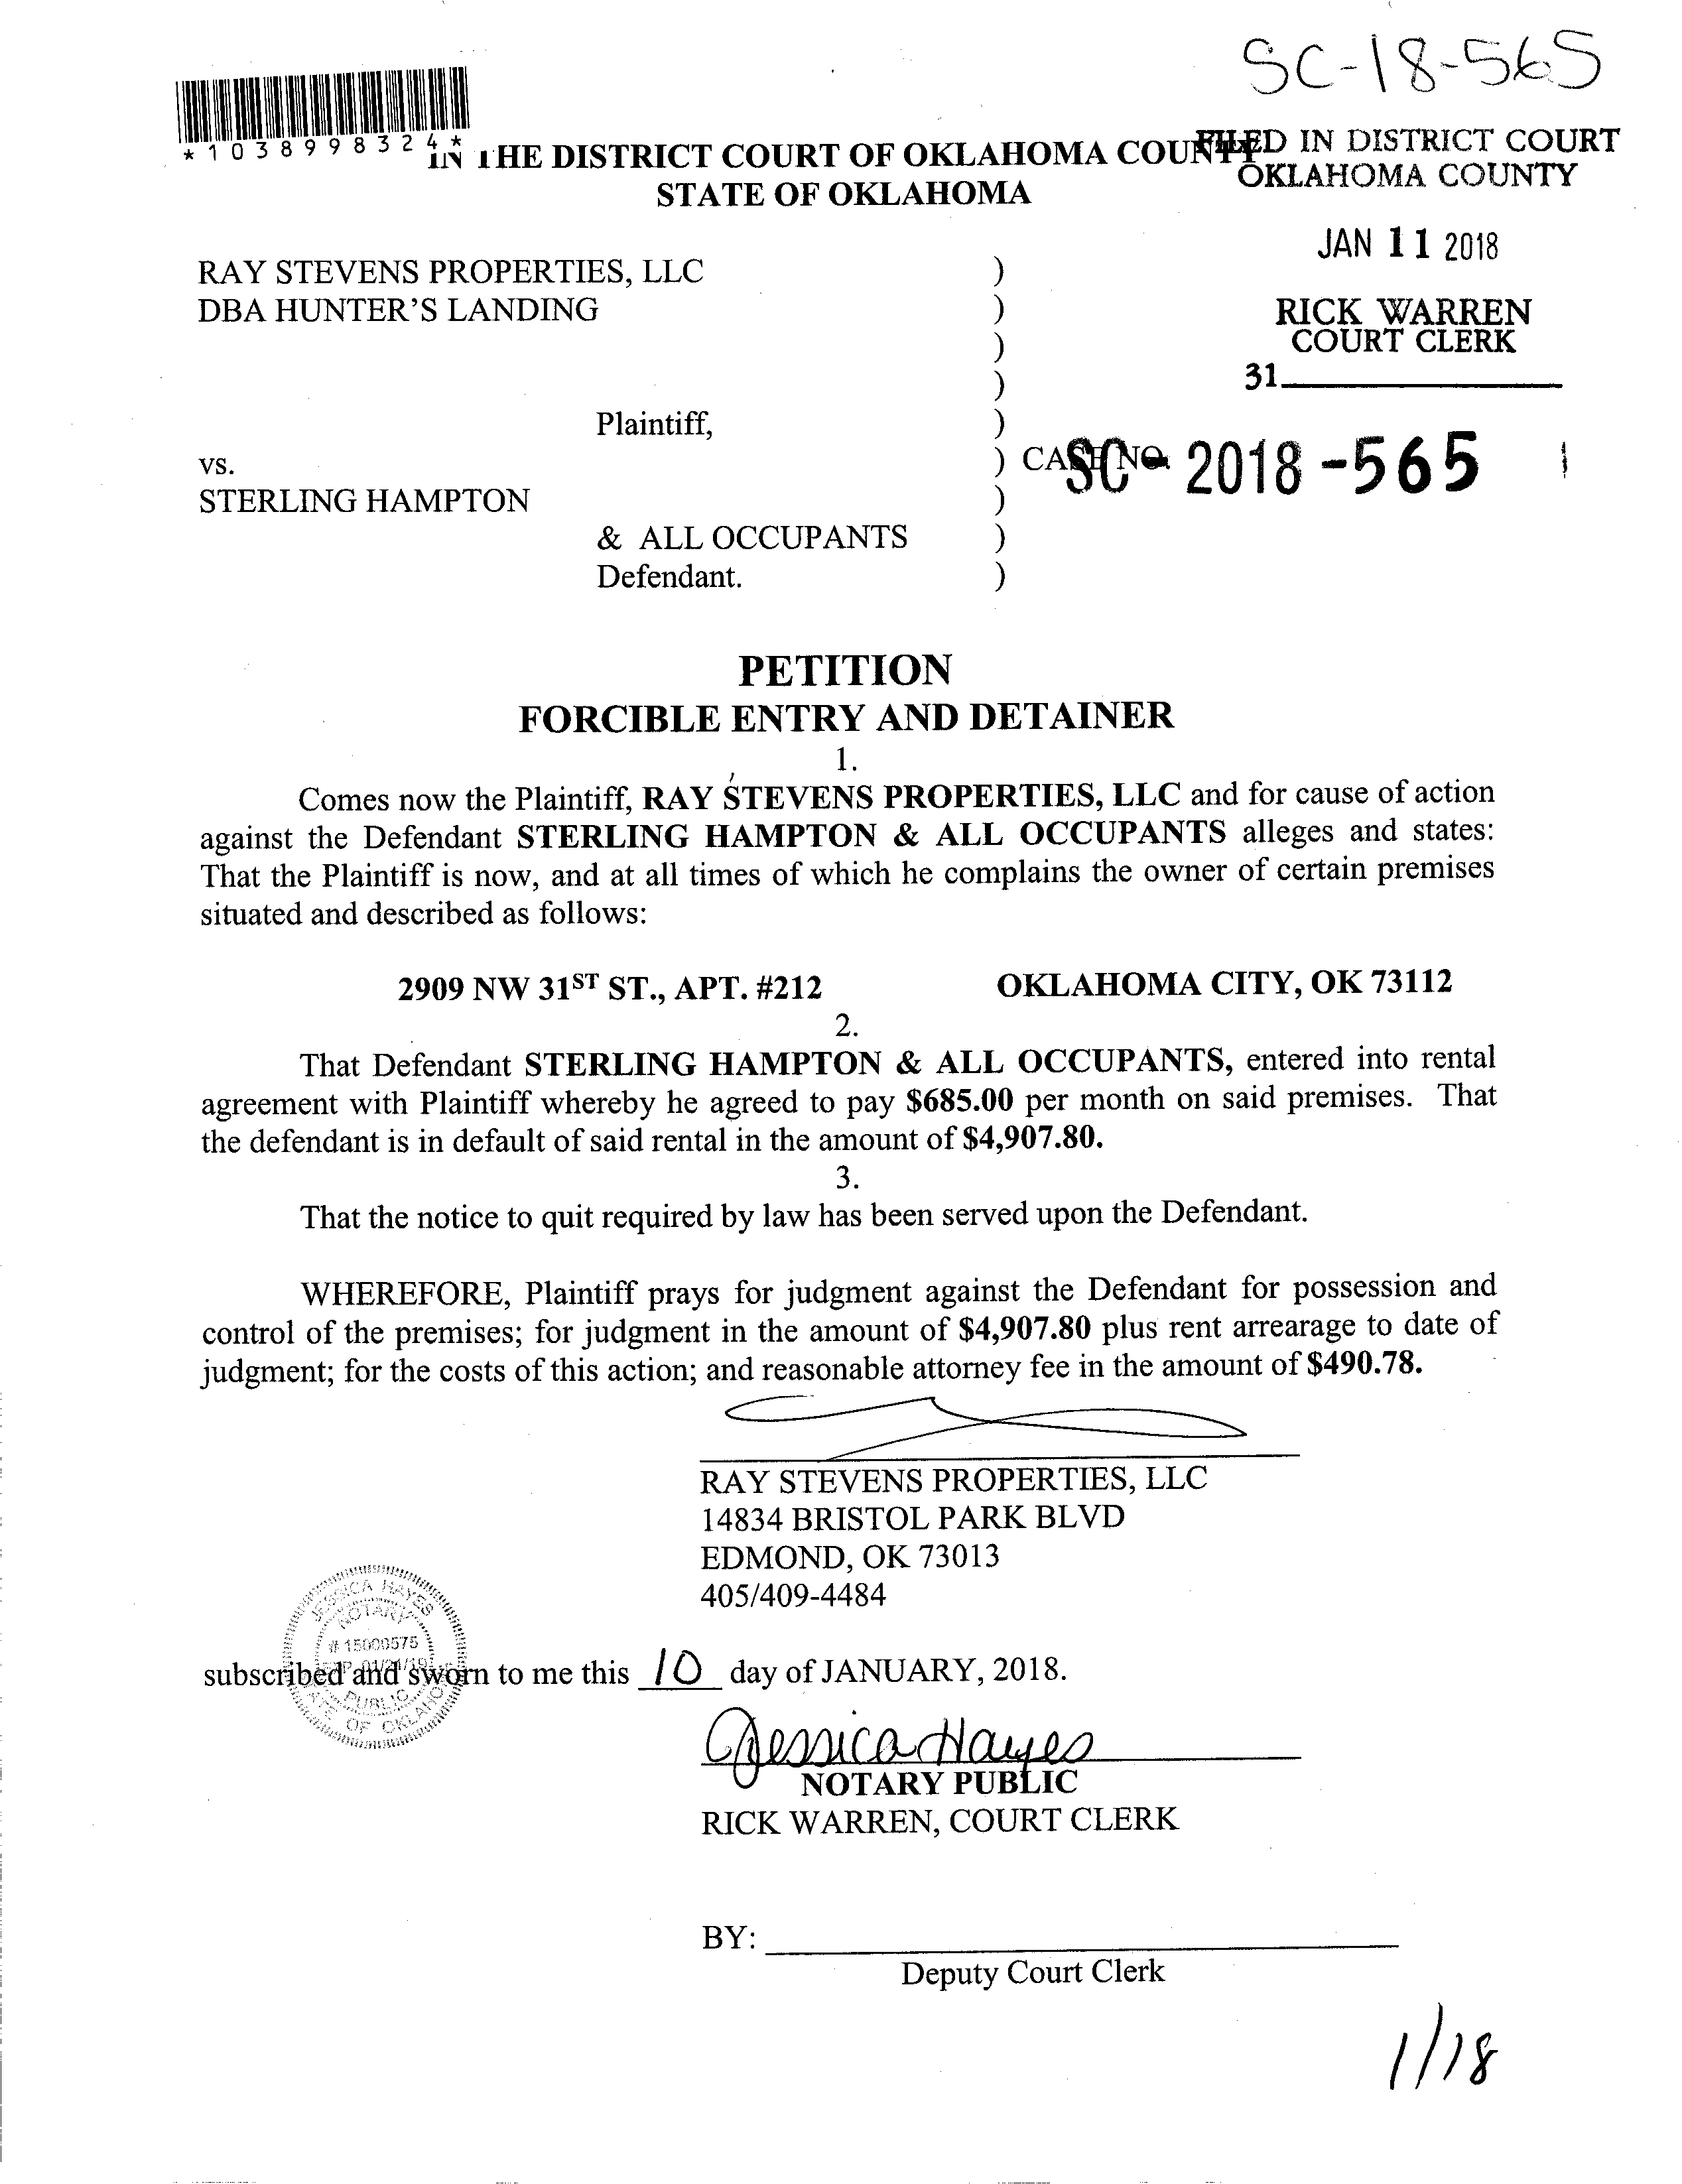 SC-18-565
*1038998324*
IN THE DISTRICT COURT OF OKLAHOMA COUNTY
STATE OF OKLAHOMA
FILED IN DISTRICT COURT
OKLAHOMA COUNTY
JAN 11 2018
RICK WARREN
COURT CLERK
31
RAY STEVENS PROPERTIES, LLC )
DBA HUNTER'S LANDING )
)
)
Plaintiff, )
vs. ) CASE NO.
SC- 2018-565
STERLING HAMPTON )
& ALL OCCUPANTS )
Defendant. )
PETITION
FORCIBLE ENTRY AND DETAINER
1.
Comes now the Plaintiff, RAY STEVENS PROPERTIES, LLC and for cause of action
against the Defendant STERLING HAMPTON & ALL OCCUPANTS alleges and states:
That the Plaintiff is now, and at all times of which he complains the owner of certain premises
situated and described as follows:
2909 NW 31ST ST., APT. #212 OKLAHOMA CITY, OK 73112
2.
That Defendant STERLING HAMPTON & ALL OCCUPANTS, entered into rental
agreement with Plaintiff whereby he agreed to pay $685.00 per month on said premises. That
the defendant is in default of said rental in the amount of $4,907.80.
3.
That the notice to quit required by law has been served upon the Defendant.
WHEREFORE, Plaintiff prays for judgment against the Defendant for possession and
control of the premises; for judgment in the amount of $4,907.80 plus rent arrearage to date of
judgment; for the costs of this action; and reasonable attorney fee in the amount of $490.78.
RAY STEVENS PROPERTIES, LLC
14834 BRISTOL PARK BLVD
EDMOND, OK 73013
405/409-4484
JESSICA HAYES
NOTARY
# 15000575
EXP. 01/21/19
PUBLIC
STATE OF OKLAHOMA
subscribed and sworn to me this 10 day of JANUARY, 2018.
Jessica Hayes
NOTARY PUBLIC
RICK WARREN, COURT CLERK
BY:
Deputy Court Clerk
1/18